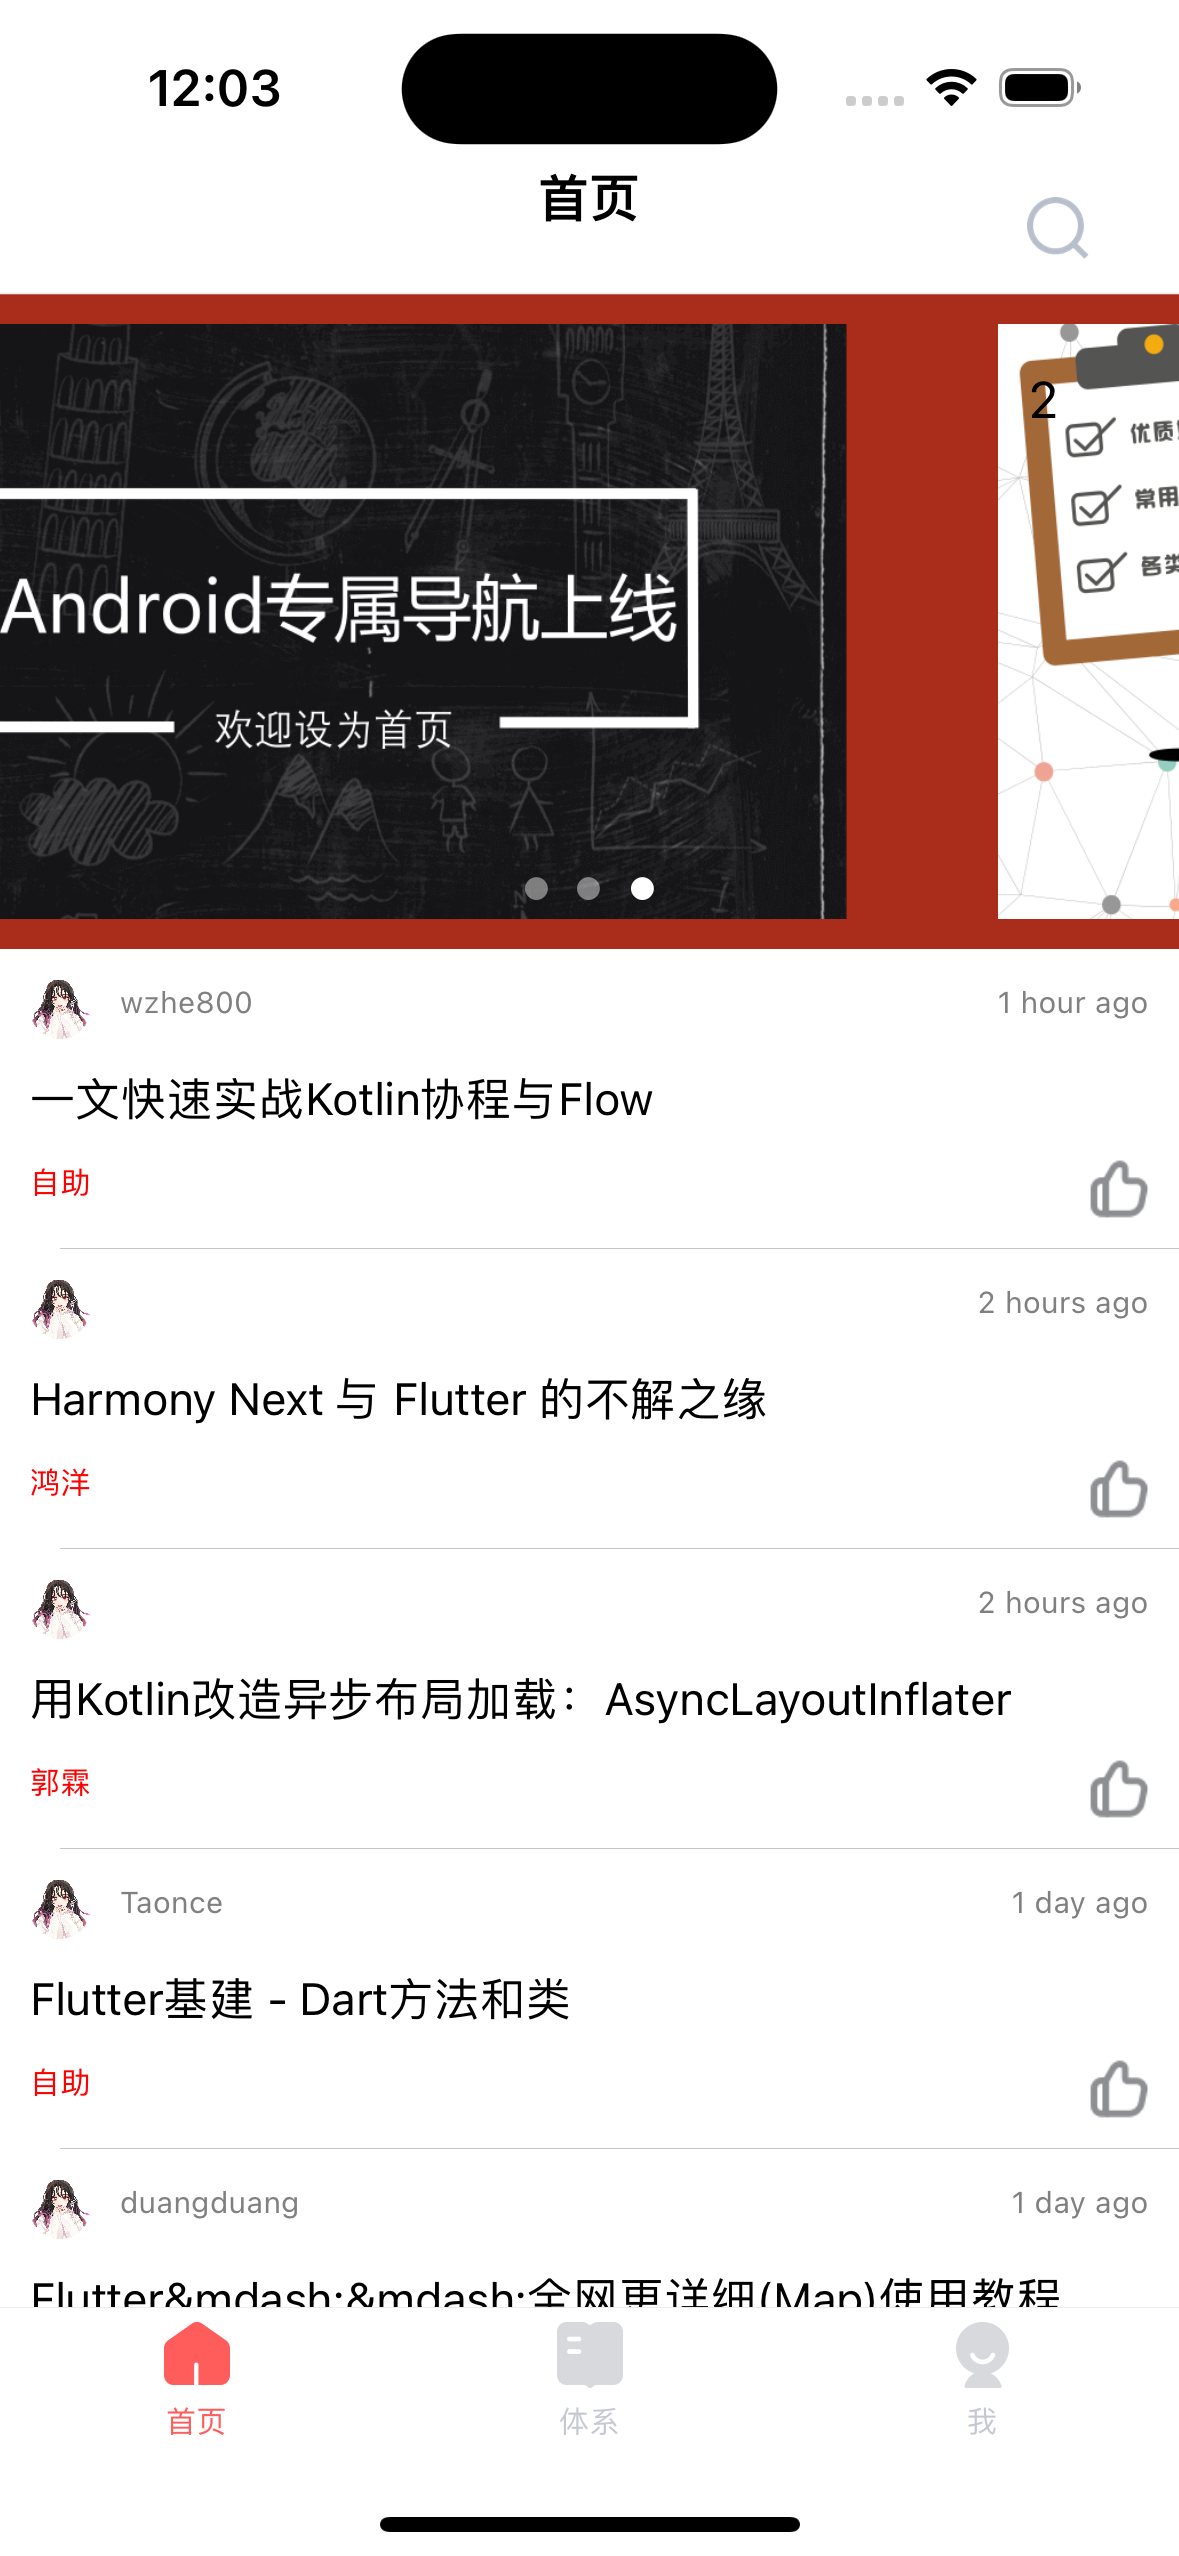 12:03
首页
2
优质
常用
各类
Android专属导航上线
欢迎设为首页
wzhe800
1 hour ago
一文快速实战Kotlin协程与Flow
自助
2 hours ago
Harmony Next 与 Flutter 的不解之缘
鸿洋
2 hours ago
用Kotlin改造异步布局加载：AsyncLayoutInflater
郭霖
Taonce
1 day ago
Flutter基建 - Dart方法和类
自助
duangduang
1 day ago
Flutter&mdash;&mdash;全网更详细(Map)使用教程
首页
体系
我